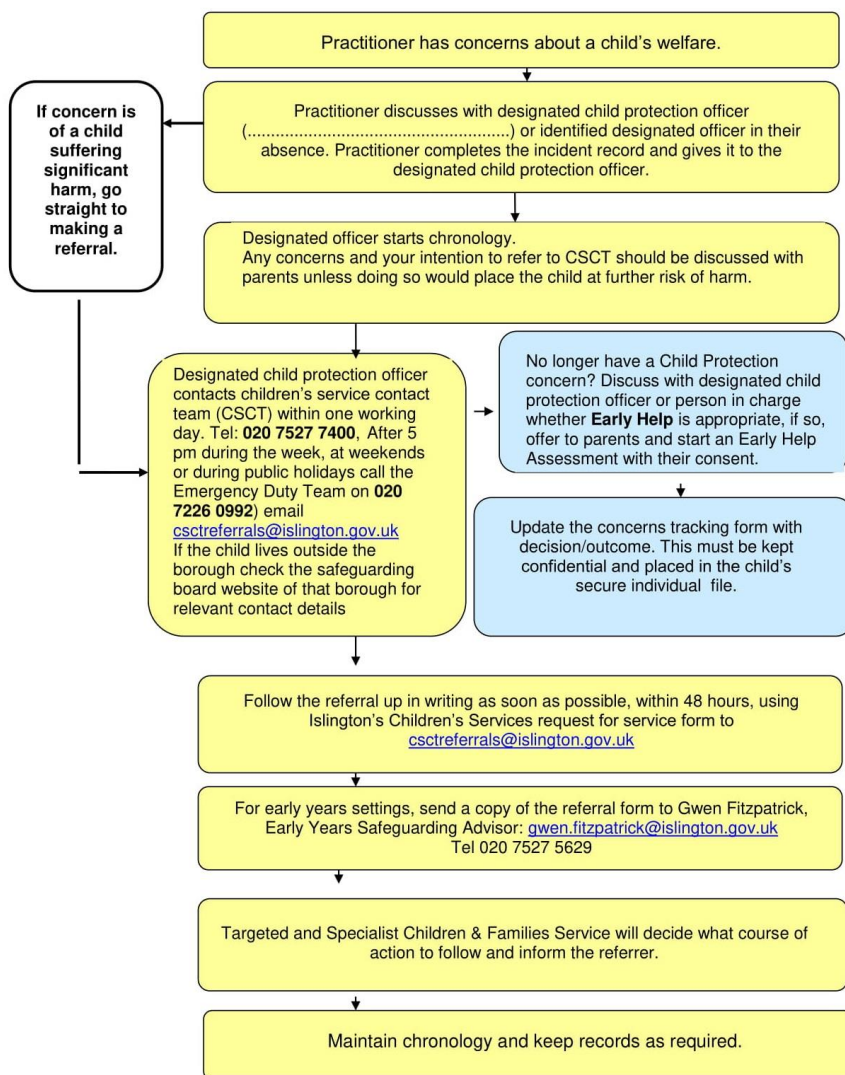 Practitioner has concerns about a child's welfare.
If concern is
of a child
suffering
significant
harm, go
straight to
making a
referral.
Practitioner discusses with designated child protection officer
(........................................................) or identified designated officer in their
absence. Practitioner completes the incident record and gives it to the
designated child protection officer.
Designated officer starts chronology.
Any concerns and your intention to refer to CSCT should be discussed with
parents unless doing so would place the child at further risk of harm.
Designated child protection officer
contacts children's service contact
team (CSCT) within one working
day. Tel: 020 7527 7400, After 5
pm during the week, at weekends
or during public holidays call the
Emergency Duty Team on 020
7226 0992) email
csctreferrals@islington.gov.uk
If the child lives outside the
borough check the safeguarding
board website of that borough for
relevant contact details
No longer have a Child Protection
concern? Discuss with designated child
protection officer or person in charge
whether Early Help is appropriate, if so,
offer to parents and start an Early Help
Assessment with their consent.
Update the concerns tracking form with
decision/outcome. This must be kept
confidential and placed in the child's
secure individual file.
Follow the referral up in writing as soon as possible, within 48 hours, using
Islington's Children's Services request for service form to
csctreferrals@islington.gov.uk
For early years settings, send a copy of the referral form to Gwen Fitzpatrick,
Early Years Safeguarding Advisor: gwen.fitzpatrick@islington.gov.uk
Tel 020 7527 5629
Targeted and Specialist Children & Families Service will decide what course of
action to follow and inform the referrer.
Maintain chronology and keep records as required.